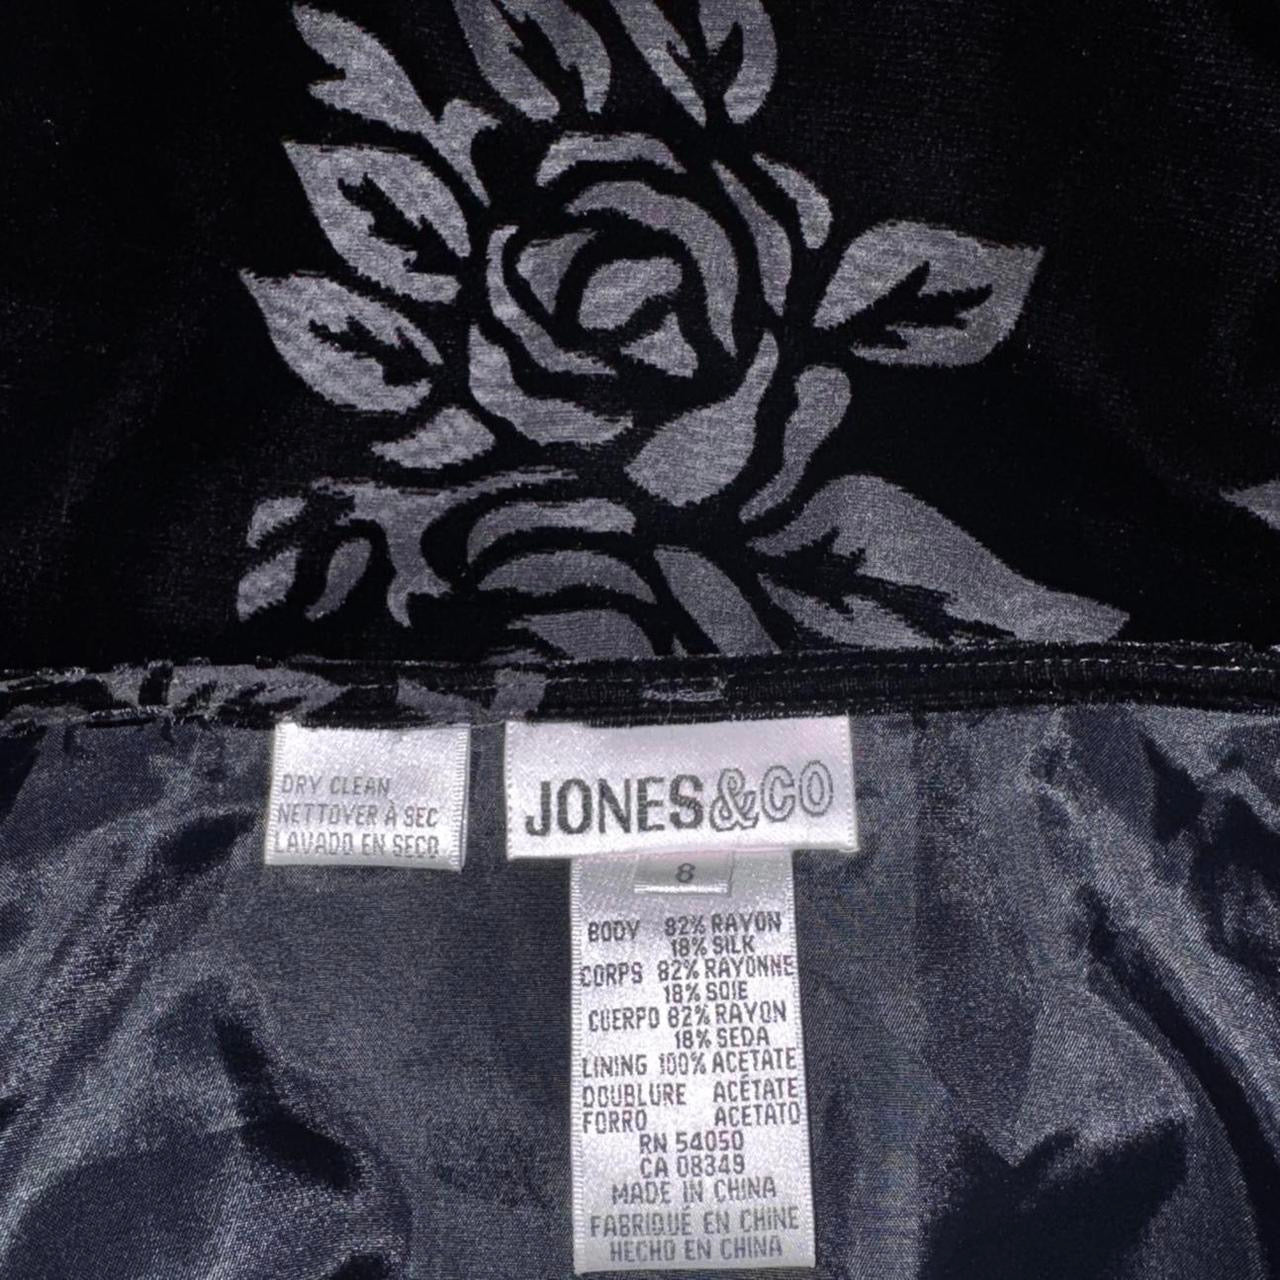 DRY CLEAN
NETTOYER À SEC
LAVADO EN SECO
JONES&CO
8
BODY 82% RAYON
18% SILK
CORPS 82% RAYONNE
18% SOIE
CUERPO 82% RAYON
18% SEDA
LINING 100% ACETATE
DOUBLURE ACÉTATE
FORRO ACETATO
RN 54050
CA 08349
MADE IN CHINA
FABRIQUÉ EN CHINE
HECHO EN CHINA